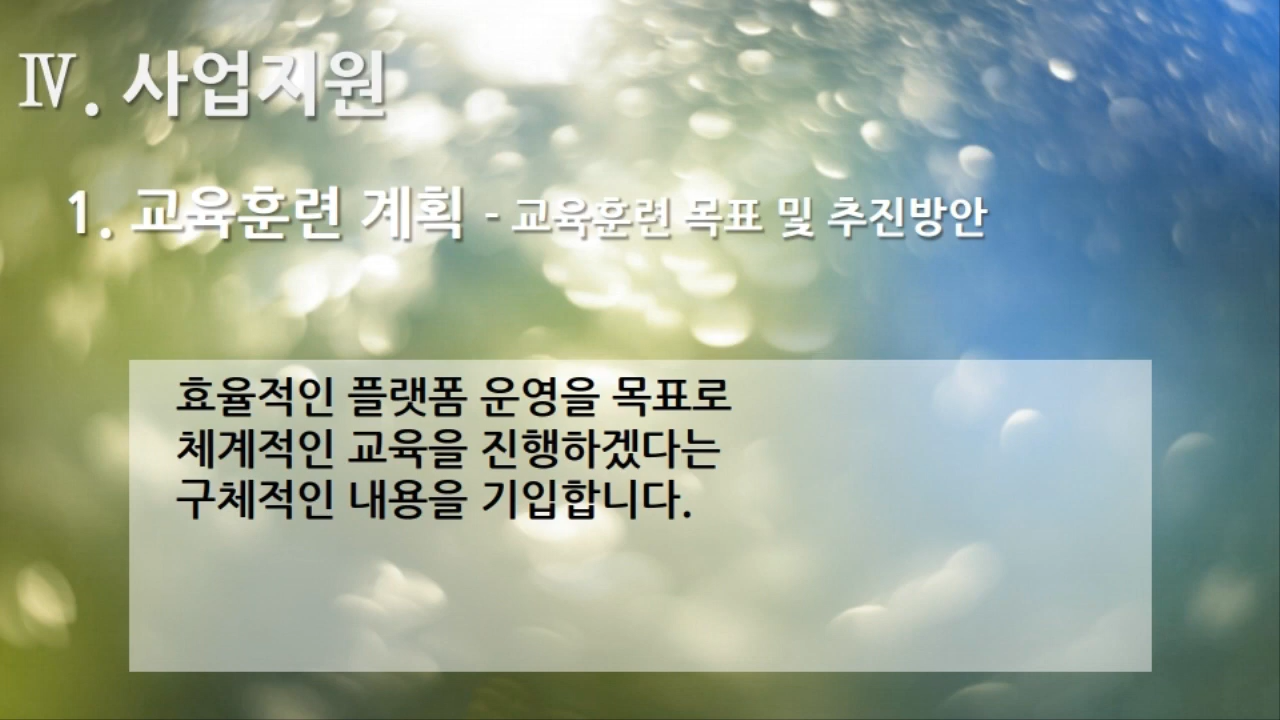 Ⅳ. 사업지원
1. 교육훈련 계획 - 교육훈련 목표 및 추진방안
효율적인 플랫폼 운영을 목표로
체계적인 교육을 진행하겠다는
구체적인 내용을 기입합니다.